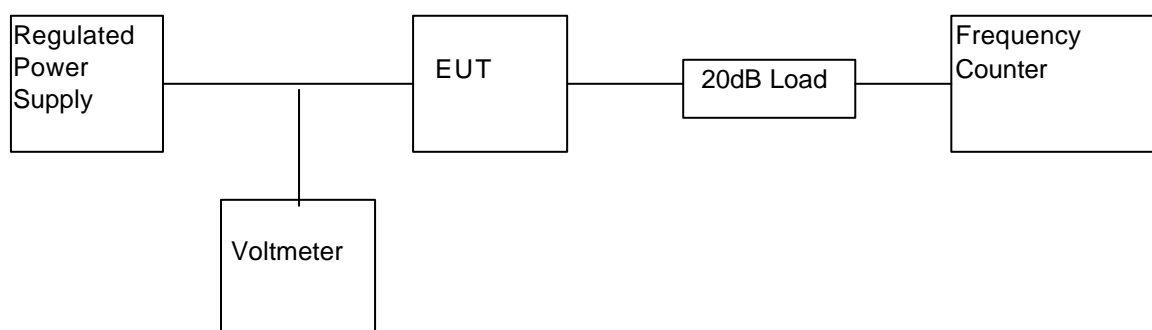 Regulated
Power
Supply
EUT
20dB Load
Frequency
Counter
Voltmeter